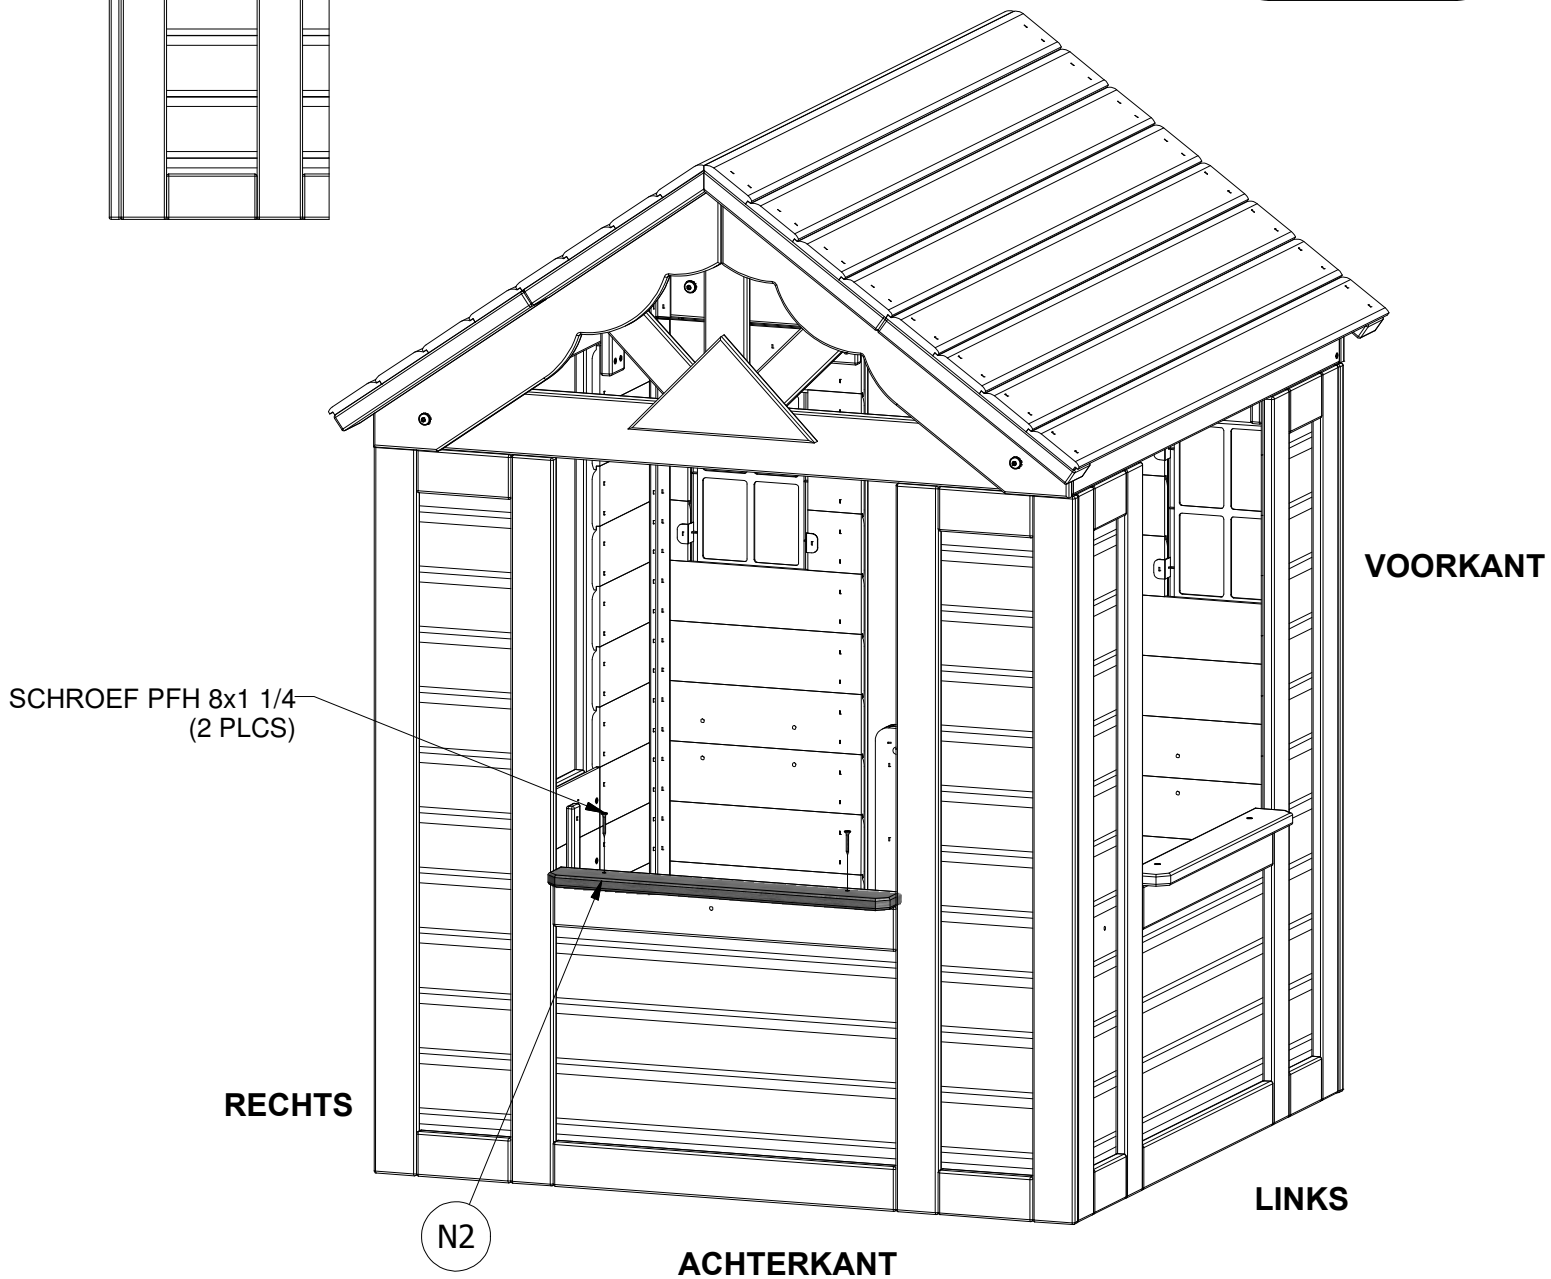 VOORKANT
SCHROEF PFH 8x1 1/4
(2 PLCS)
RECHTS
LINKS
N2
ACHTERKANT